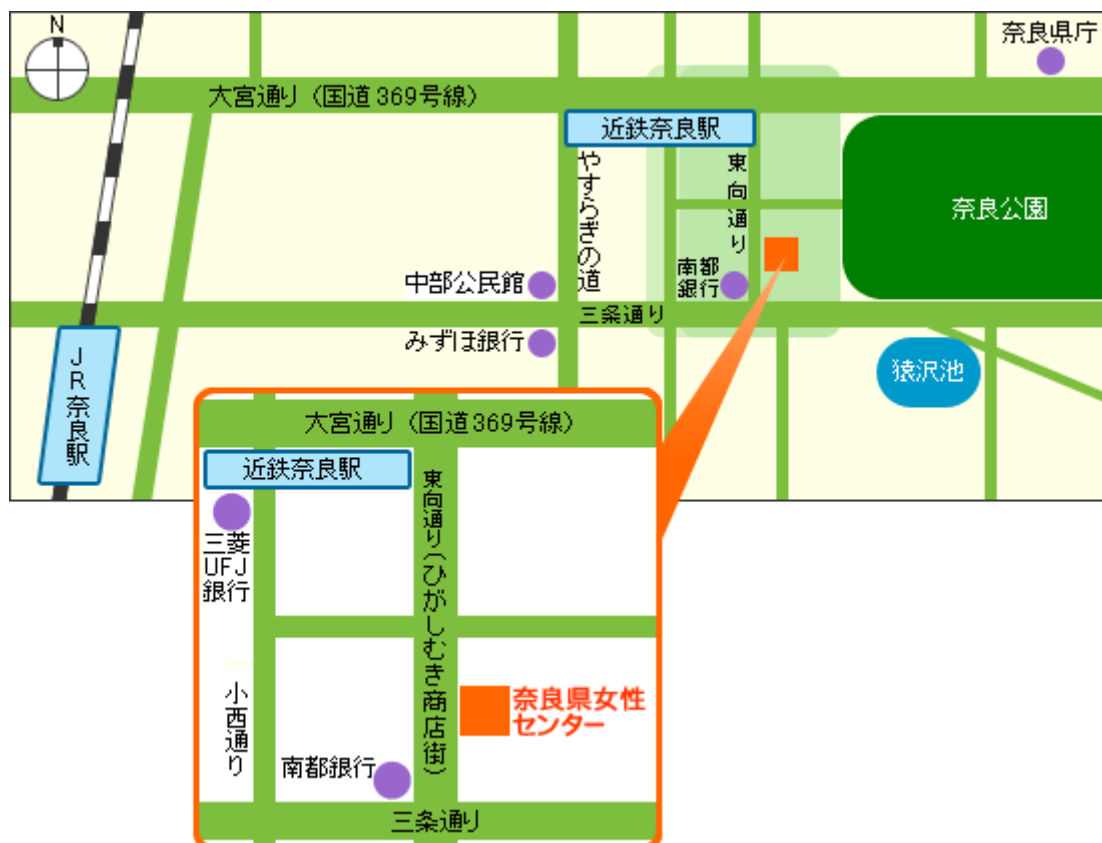 N
奈良県庁
大宮通り（国道369号線）
近鉄奈良駅
やすらぎの道
東向通り
奈良公園
中部公民館
南都
銀行
三条通り
みずほ銀行
猿沢池
JR奈良駅
大宮通り（国道369号線）
近鉄奈良駅
東向通り（ひがしむき商店街）
三菱
UFJ
銀行
小西通り
奈良県女性
センター
南都銀行
三条通り